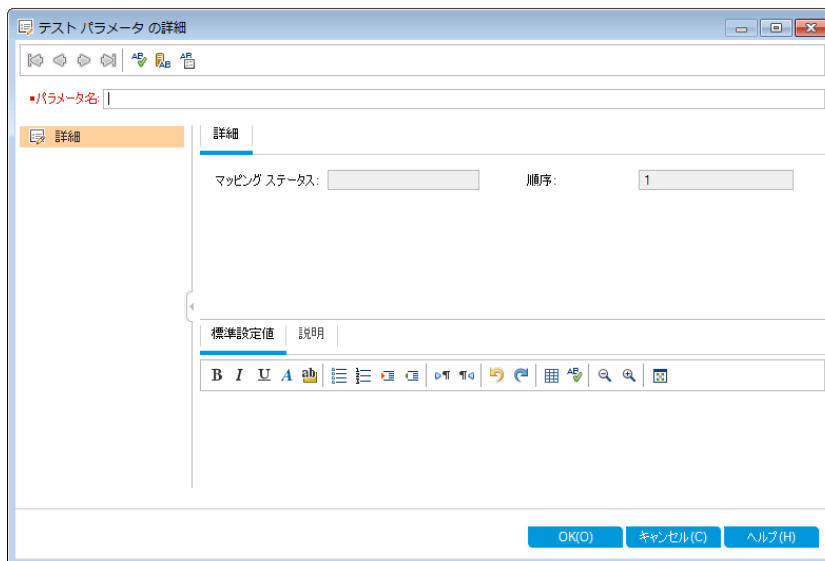 テスト パラメータ の詳細
パラメータ名:
詳細
詳細
マッピング ステータス:
順序: 1
標準設定値 説明
B I U A ab
OK(O) キャンセル(C) ヘルプ(H)